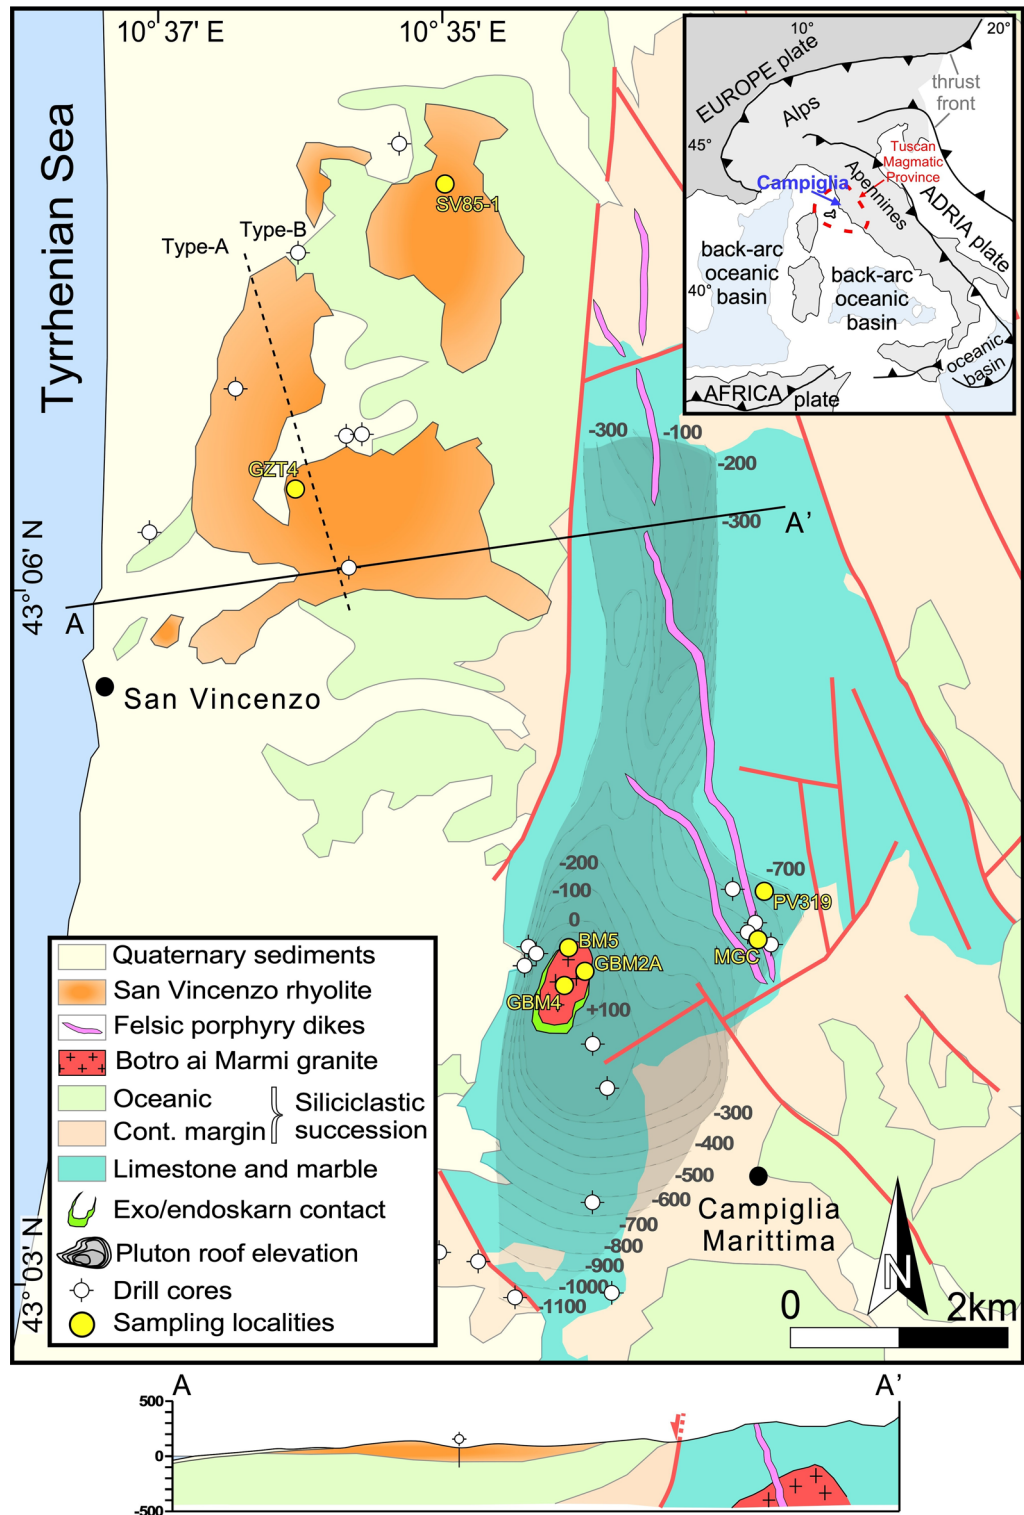 10° 37' E
10° 35' E
Tyrrhenian Sea
43° 06' N
43° 03' N
10°
20°
45°
40°
EUROPE plate
Alps
thrust
front
Tuscan
Magmatic
Province
Campiglia
Apennines
ADRIA plate
back-arc
oceanic
basin
back-arc
oceanic
basin
oceanic
basin
AFRICA plate
SV85-1
Type-A
Type-B
GZT4
-300
-100
-200
-300
A
A’
San Vincenzo
-200
-100
0
-700
PV319
BM5
MGC
GBM2A
GBM4
+100
-300
-400
-500
-600
-700
-800
-900
-1000
-1100
Campiglia
Marittima
N
0
2km
Quaternary sediments
San Vincenzo rhyolite
Felsic porphyry dikes
Botro ai Marmi granite
Oceanic
Cont. margin
Siliciclastic
succession
Limestone and marble
Exo/endoskarn contact
Pluton roof elevation
Drill cores
Sampling localities
A
A’
500
0
-500